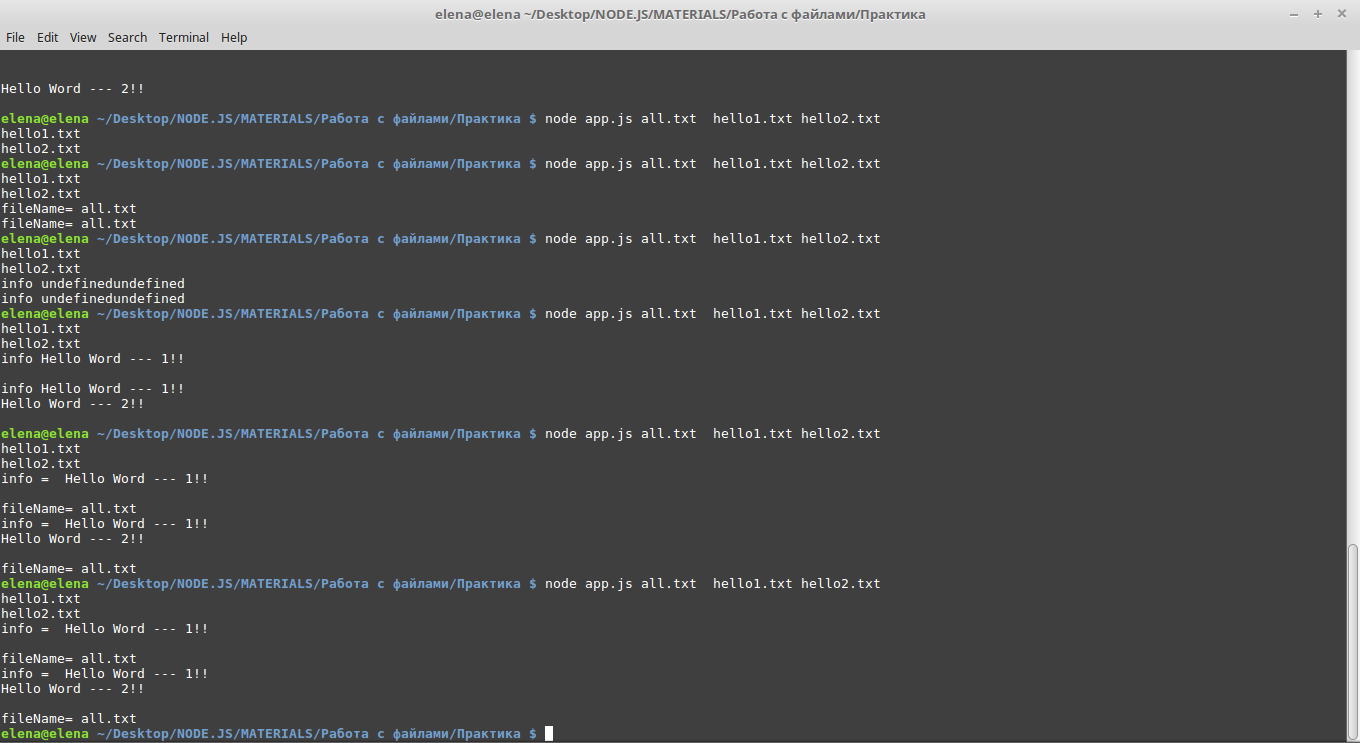 elena@elena ~/Desktop/NODE.JS/MATERIALS/Работа с файлами/Практика
File Edit View Search Terminal Help
Hello Word --- 2!!
elena@elena ~/Desktop/NODE.JS/MATERIALS/Работа с файлами/Практика $ node app.js all.txt  hello1.txt hello2.txt
hello1.txt
hello2.txt
elena@elena ~/Desktop/NODE.JS/MATERIALS/Работа с файлами/Практика $ node app.js all.txt  hello1.txt hello2.txt
hello1.txt
hello2.txt
fileName= all.txt
fileName= all.txt
elena@elena ~/Desktop/NODE.JS/MATERIALS/Работа с файлами/Практика $ node app.js all.txt  hello1.txt hello2.txt
hello1.txt
hello2.txt
info undefinedundefined
info undefinedundefined
elena@elena ~/Desktop/NODE.JS/MATERIALS/Работа с файлами/Практика $ node app.js all.txt  hello1.txt hello2.txt
hello1.txt
hello2.txt
info Hello Word --- 1!!
info Hello Word --- 1!!
Hello Word --- 2!!
elena@elena ~/Desktop/NODE.JS/MATERIALS/Работа с файлами/Практика $ node app.js all.txt  hello1.txt hello2.txt
hello1.txt
hello2.txt
info =  Hello Word --- 1!!
fileName= all.txt
info =  Hello Word --- 1!!
Hello Word --- 2!!
fileName= all.txt
elena@elena ~/Desktop/NODE.JS/MATERIALS/Работа с файлами/Практика $ node app.js all.txt  hello1.txt hello2.txt
hello1.txt
hello2.txt
info =  Hello Word --- 1!!
fileName= all.txt
info =  Hello Word --- 1!!
Hello Word --- 2!!
fileName= all.txt
elena@elena ~/Desktop/NODE.JS/MATERIALS/Работа с файлами/Практика $